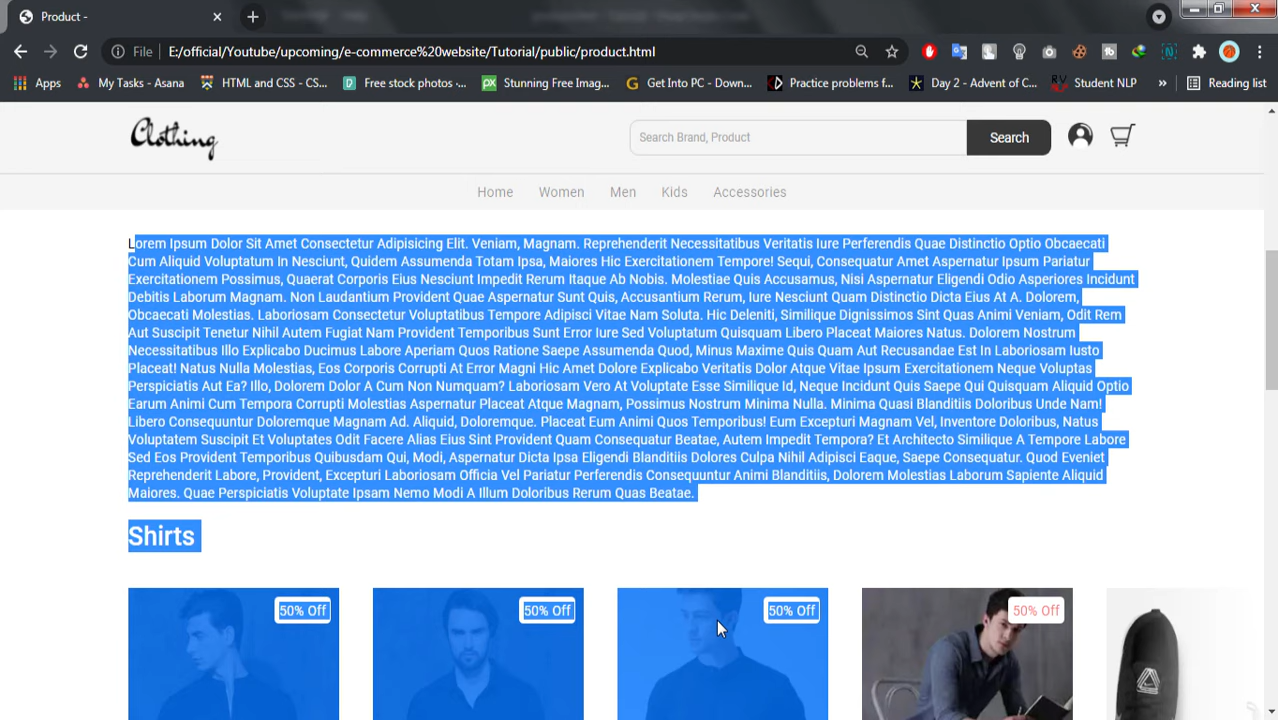 Product -
File E:/official/Youtube/upcoming/e-commerce%20website/Tutorial/public/product.html
Apps My Tasks - Asana HTML and CSS - CS... Free stock photos -... Stunning Free Imag... Get Into PC - Down... Practice problems f... Day 2 - Advent of C... Student NLP » Reading list
Clothing Search Brand, Product Search
Home Women Men Kids Accessories
Lorem Ipsum Dolor Sit Amet Consectetur Adipisicing Elit. Veniam, Magnam. Reprehenderit Necessitatibus Veritatis Iure Perferendis Quae Distinctio Optio Obcaecati
Cum Aliquid Voluptatum In Nesciunt, Quidem Assumenda Totam Ipsa, Maiores Hic Exercitationem Tempore! Sequi, Consequatur Amet Aspernatur Ipsum Pariatur
Exercitationem Possimus, Quaerat Corporis Eius Nesciunt Impedit Rerum Itaque Ab Nobis. Molestiae Quis Accusamus, Nisi Aspernatur Eligendi Odio Asperiores Incidunt
Debitis Laborum Magnam. Non Laudantium Provident Quae Aspernatur Sunt Quis, Accusantium Rerum, Iure Nesciunt Quam Distinctio Dicta Eius At A. Dolorem,
Obcaecati Molestias. Laboriosam Consectetur Voluptatibus Tempore Adipisci Vitae Nam Soluta. Hic Deleniti, Similique Dignissimos Sint Quas Animi Veniam, Odit Rem
Aut Suscipit Tenetur Nihil Autem Fugiat Nam Provident Temporibus Sunt Error Iure Sed Voluptatum Quisquam Libero Placeat Maiores Natus. Dolorem Nostrum
Necessitatibus Illo Explicabo Ducimus Labore Aperiam Quos Ratione Saepe Assumenda Quod, Minus Maxime Quis Quam Aut Recusandae Est In Laboriosam Iusto
Placeat! Natus Nulla Molestias, Eos Corporis Corrupti At Error Magni Hic Amet Dolore Explicabo Veritatis Dolor Atque Vitae Ipsum Exercitationem Neque Voluptas
Perspiciatis Aut Ea? Illo, Dolorem Dolor A Cum Non Numquam? Laboriosam Vero At Voluptate Esse Similique Id, Neque Incidunt Quis Saepe Qui Quisquam Aliquid Optio
Earum Animi Cum Tempora Corrupti Molestias Aspernatur Placeat Atque Magnam, Possimus Nostrum Minima Nulla. Minima Quasi Blanditiis Doloribus Unde Nam!
Libero Consequuntur Doloremque Magnam Ad. Aliquid, Doloremque. Placeat Eum Animi Quos Temporibus! Eum Excepturi Magnam Vel, Inventore Doloribus, Natus
Voluptatem Suscipit Et Voluptates Odit Facere Alias Eius Sint Provident Quam Consequatur Beatae, Autem Impedit Tempora? Et Architecto Similique A Tempore Labore
Sed Eos Provident Temporibus Quibusdam Qui, Modi, Aspernatur Dicta Ipsa Eligendi Blanditiis Dolores Culpa Nihil Adipisci Eaque, Saepe Consequatur. Quod Eveniet
Reprehenderit Labore, Provident, Excepturi Laboriosam Officia Vel Pariatur Perferendis Consequuntur Animi Blanditiis, Dolorem Molestias Laborum Sapiente Aliquid
Maiores. Quae Perspiciatis Voluptate Ipsam Nemo Modi A Illum Doloribus Rerum Quas Beatae.
Shirts
50% Off 50% Off 50% Off 50% Off